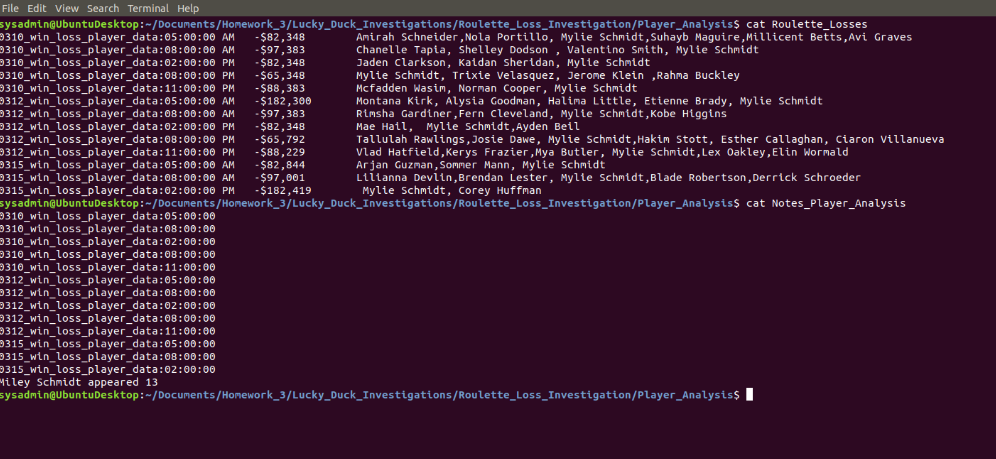 File Edit View Search Terminal Help
sysadmin@UbuntuDesktop:~/Documents/Homework_3/Lucky_Duck_Investigations/Roulette_Loss_Investigation/Player_Analysis$ cat Roulette_Losses
0310_win_loss_player_data:05:00:00 AM -$82,348 Amirah Schneider,Nola Portillo, Mylie Schmidt,Suhayb Maguire,Millicent Betts,Avi Graves
0310_win_loss_player_data:08:00:00 AM -$97,383 Chanelle Tapia, Shelley Dodson , Valentino Smith, Mylie Schmidt
0310_win_loss_player_data:02:00:00 PM -$82,348 Jaden Clarkson, Kaidan Sheridan, Mylie Schmidt
0310_win_loss_player_data:08:00:00 PM -$65,348 Mylie Schmidt, Trixie Velasquez, Jerome Klein ,Rahma Buckley
0310_win_loss_player_data:11:00:00 PM -$88,383 Mcfadden Wasim, Norman Cooper, Mylie Schmidt
0312_win_loss_player_data:05:00:00 AM -$182,300 Montana Kirk, Alysia Goodman, Halima Little, Etienne Brady, Mylie Schmidt
0312_win_loss_player_data:08:00:00 AM -$97,383 Rimsha Gardiner,Fern Cleveland, Mylie Schmidt,Kobe Higgins
0312_win_loss_player_data:02:00:00 PM -$82,348 Mae Hail, Mylie Schmidt,Ayden Beil
0312_win_loss_player_data:08:00:00 PM -$65,792 Tallulah Rawlings,Josie Dawe, Mylie Schmidt,Hakim Stott, Esther Callaghan, Ciaron Villanueva
0312_win_loss_player_data:11:00:00 PM -$88,229 Vlad Hatfield,Kerys Frazier,Mya Butler, Mylie Schmidt,Lex Oakley,Elin Wormald
0315_win_loss_player_data:05:00:00 AM -$82,844 Arjan Guzman,Sommer Mann, Mylie Schmidt
0315_win_loss_player_data:08:00:00 AM -$97,001 Lilianna Devlin,Brendan Lester, Mylie Schmidt,Blade Robertson,Derrick Schroeder
0315_win_loss_player_data:02:00:00 PM -$182,419 Mylie Schmidt, Corey Huffman
sysadmin@UbuntuDesktop:~/Documents/Homework_3/Lucky_Duck_Investigations/Roulette_Loss_Investigation/Player_Analysis$ cat Notes_Player_Analysis
0310_win_loss_player_data:05:00:00
0310_win_loss_player_data:08:00:00
0310_win_loss_player_data:02:00:00
0310_win_loss_player_data:08:00:00
0310_win_loss_player_data:11:00:00
0312_win_loss_player_data:05:00:00
0312_win_loss_player_data:08:00:00
0312_win_loss_player_data:02:00:00
0312_win_loss_player_data:08:00:00
0312_win_loss_player_data:11:00:00
0315_win_loss_player_data:05:00:00
0315_win_loss_player_data:08:00:00
0315_win_loss_player_data:02:00:00
Miley Schmidt appeared 13
sysadmin@UbuntuDesktop:~/Documents/Homework_3/Lucky_Duck_Investigations/Roulette_Loss_Investigation/Player_Analysis$